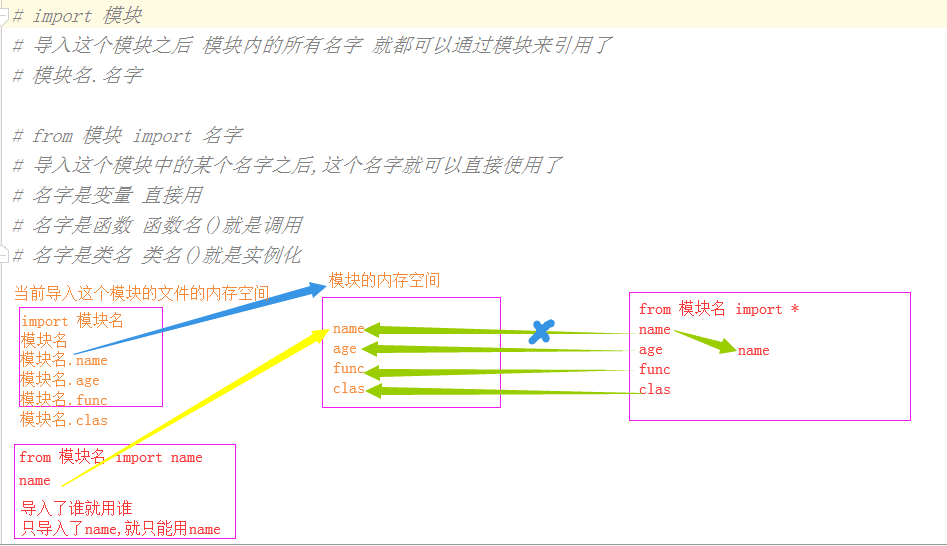 # import 模块
# 导入这个模块之后 模块内的所有名字 就都可以通过模块来引用了
# 模块名.名字
# from 模块 import 名字
# 导入这个模块中的某个名字之后,这个名字就可以直接使用了
# 名字是变量 直接用
# 名字是函数 函数名()就是调用
# 名字是类名 类名()就是实例化
当前导入这个模块的文件的内存空间
import 模块名
模块名
模块名.name
模块名.age
模块名.func
模块名.clas
from 模块名 import name
name
导入了谁就用谁
只导入了name,就只能用name
模块的内存空间
name
age
func
clas
from 模块名 import *
name
age
func
clas
name